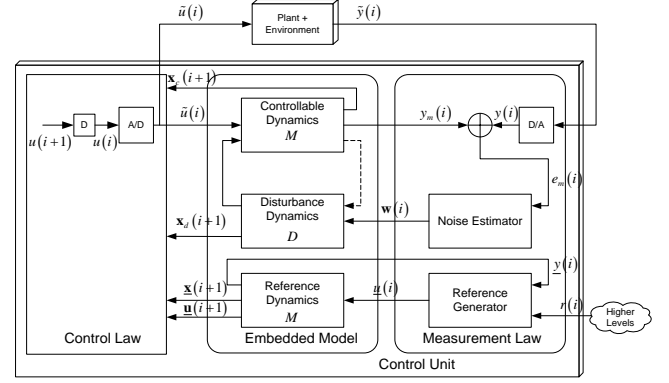 ũ(i)
Plant +
Environment
ỹ(i)
x_c(i+1)
D
A/D
ũ(i)
u(i+1)
u(i)
Controllable
Dynamics
M
y_m(i)
y(i)
D/A
e_m(i)
Disturbance
Dynamics
D
x_d(i+1)
w(i)
Noise Estimator
y̲(i)
x̲(i+1)
u̲(i+1)
Reference
Dynamics
M
u̲(i)
Reference
Generator
r(i)
Higher
Levels
Control Law
Embedded Model
Measurement Law
Control Unit